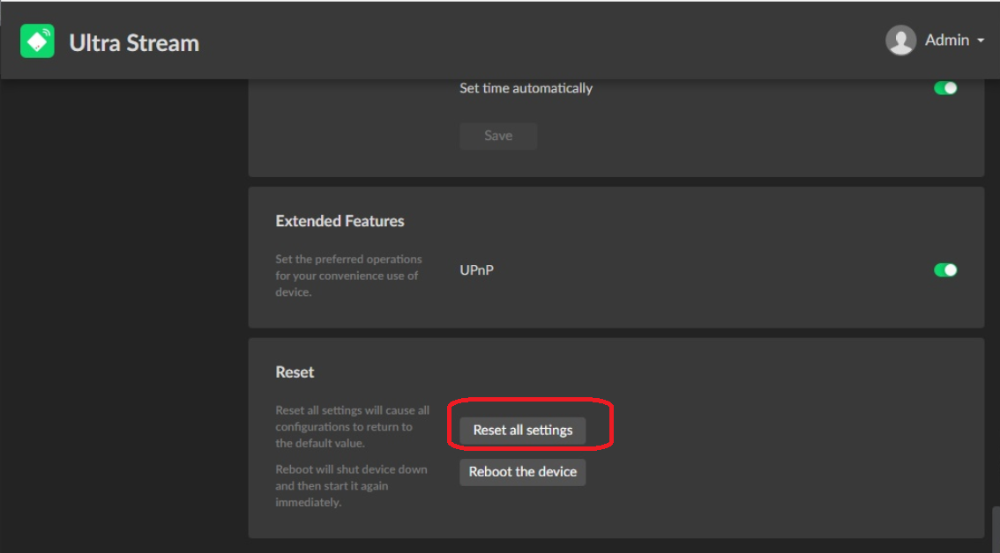 Ultra Stream
Admin
Set time automatically
Save
Extended Features
Set the preferred operations
for your convenience use of
device.
UPnP
Reset
Reset all settings will cause all
configurations to return to
the default value.
Reset all settings
Reboot will shut device down
and then start it again
immediately.
Reboot the device